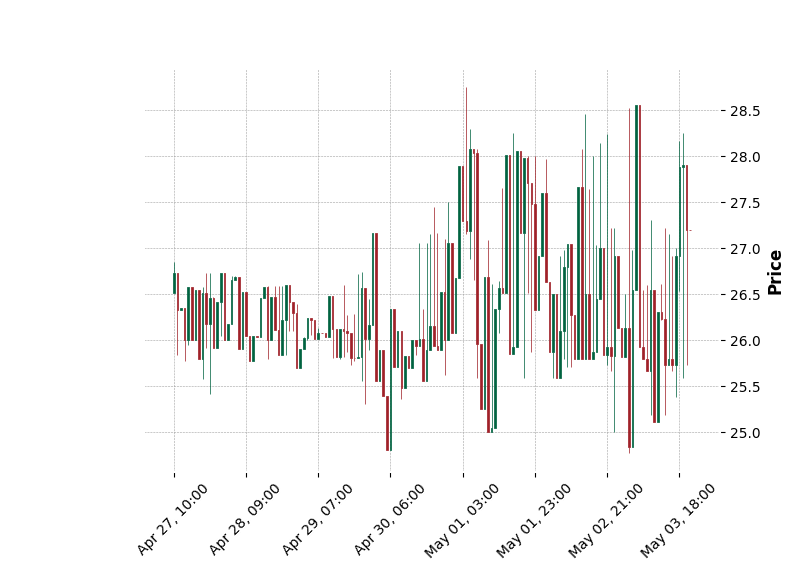 28.5
28.0
27.5
27.0
26.5
26.0
25.5
25.0
Price
Apr 27, 10:00
Apr 28, 09:00
Apr 29, 07:00
Apr 30, 06:00
May 01, 03:00
May 01, 23:00
May 02, 21:00
May 03, 18:00